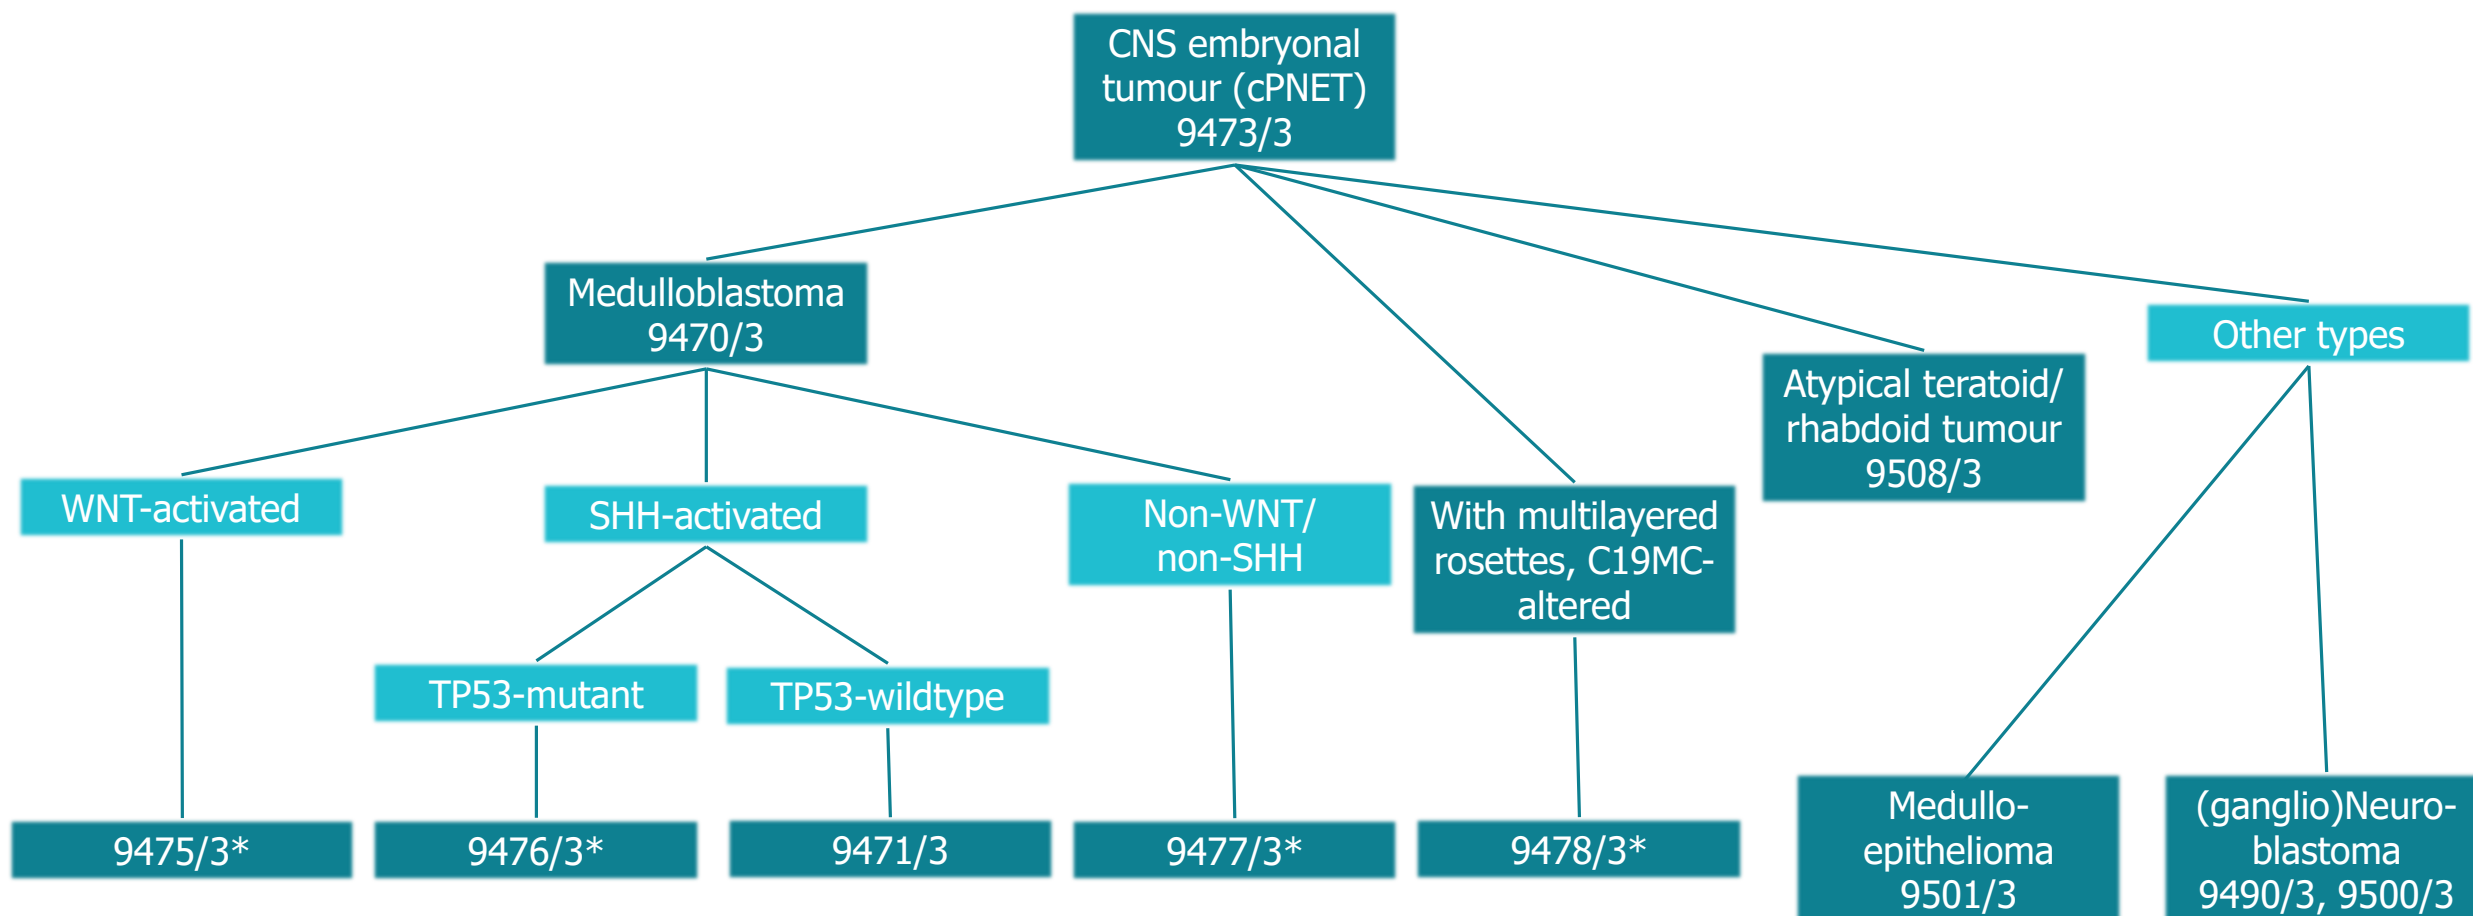 CNS embryonal
tumour (cPNET)
9473/3
Medulloblastoma
9470/3
Other types
Atypical teratoid/
rhabdoid tumour
9508/3
WNT-activated
SHH-activated
Non-WNT/
non-SHH
With multilayered
rosettes, C19MC-
altered
TP53-mutant
TP53-wildtype
9475/3*
9476/3*
9471/3
9477/3*
9478/3*
Medullo-
epithelioma
9501/3
(ganglio)Neuro-
blastoma
9490/3, 9500/3